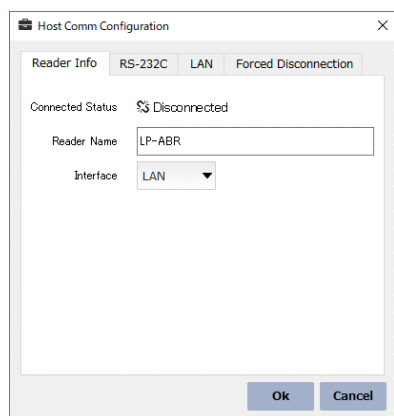 Host Comm Configuration
Reader Info RS-232C LAN Forced Disconnection
Connected Status Disconnected
Reader Name LP-ABR
Interface LAN
Ok Cancel